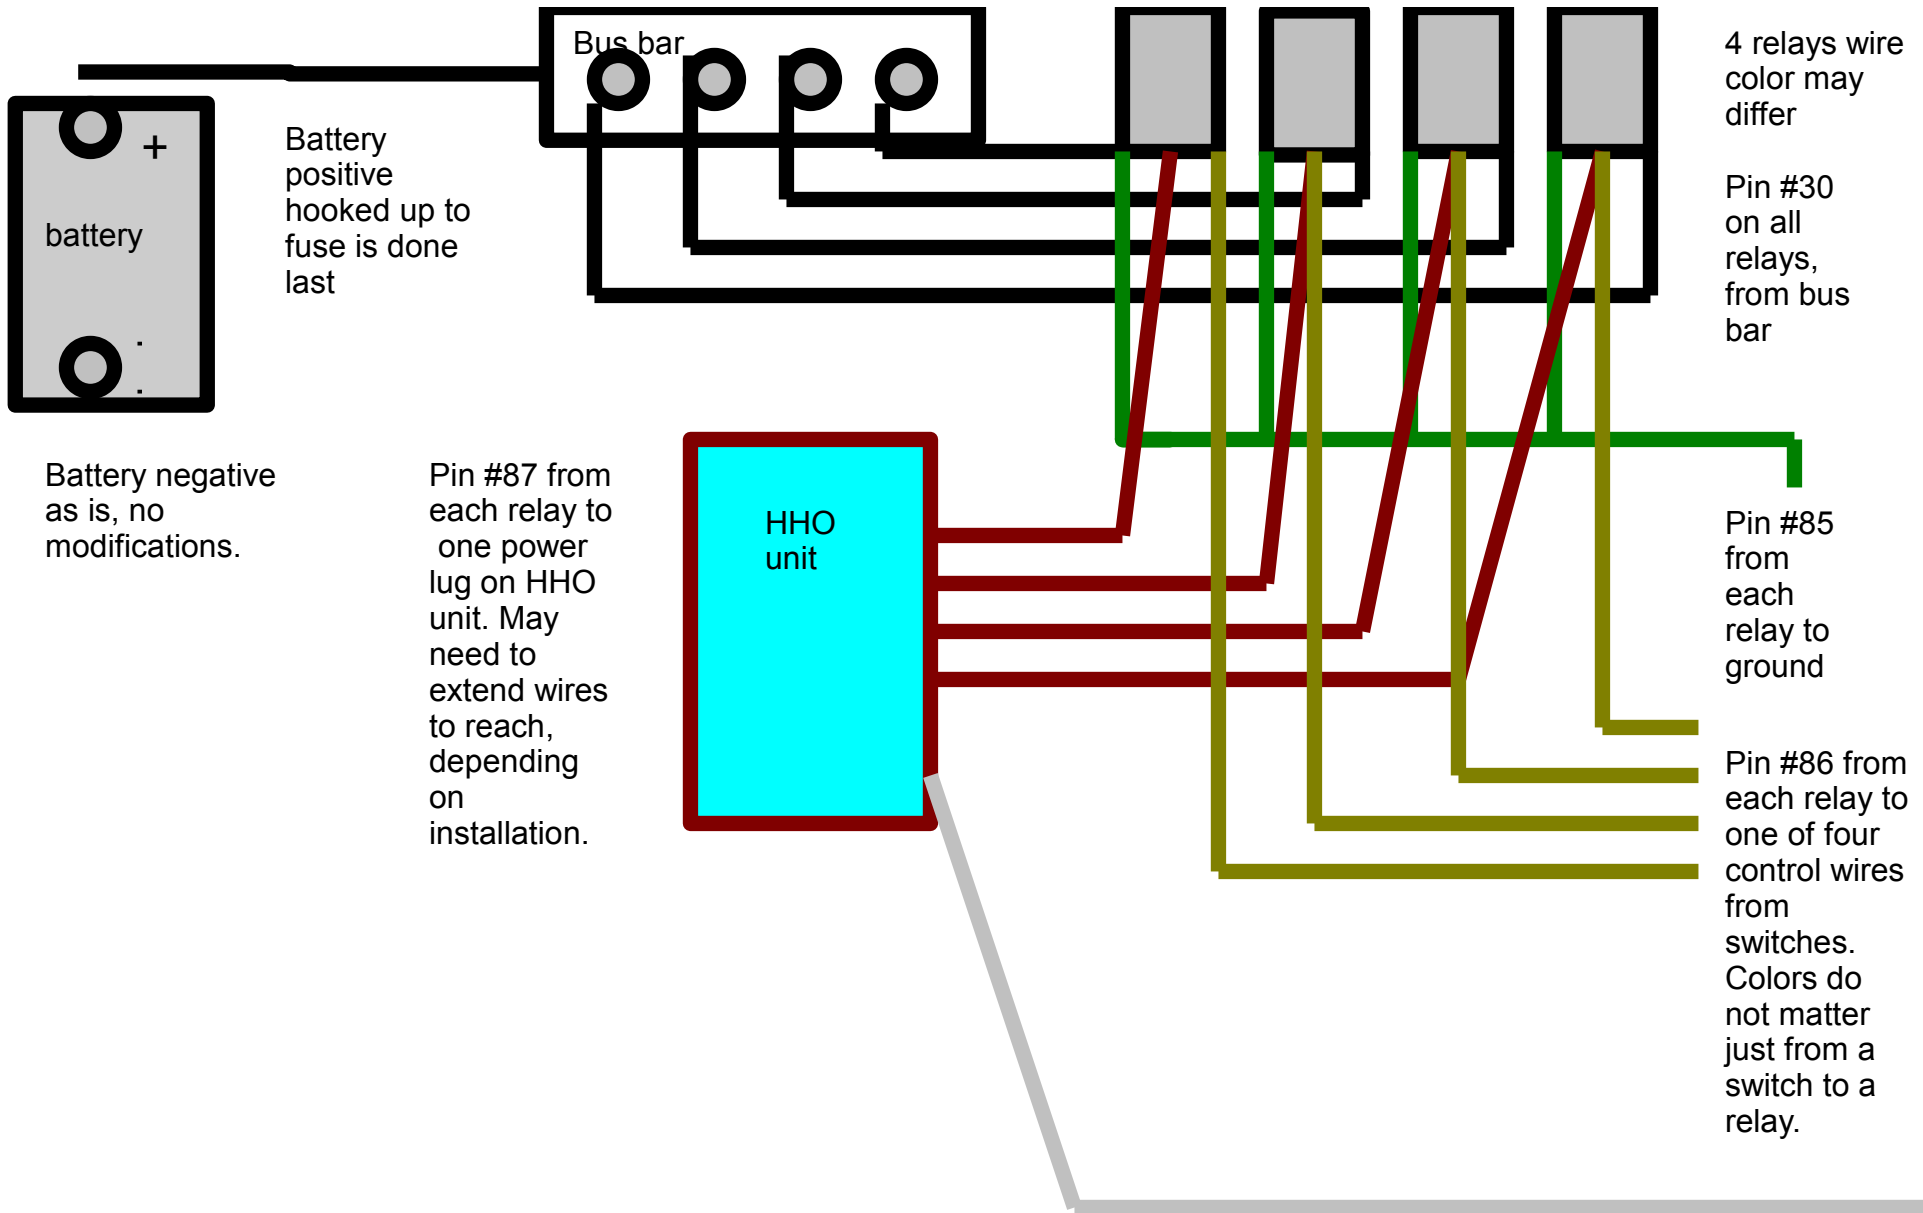 Bus bar
4 relays wire
color may
differ
+
Battery
positive
hooked up to
fuse is done
last
battery
Pin #30
on all
relays,
from bus
bar
Battery negative
as is, no
modifications.
Pin #87 from
each relay to
one power
lug on HHO
unit. May
need to
extend wires
to reach,
depending
on
installation.
HHO
unit
Pin #85
from
each
relay to
ground
Pin #86 from
each relay to
one of four
control wires
from
switches.
Colors do
not matter
just from a
switch to a
relay.